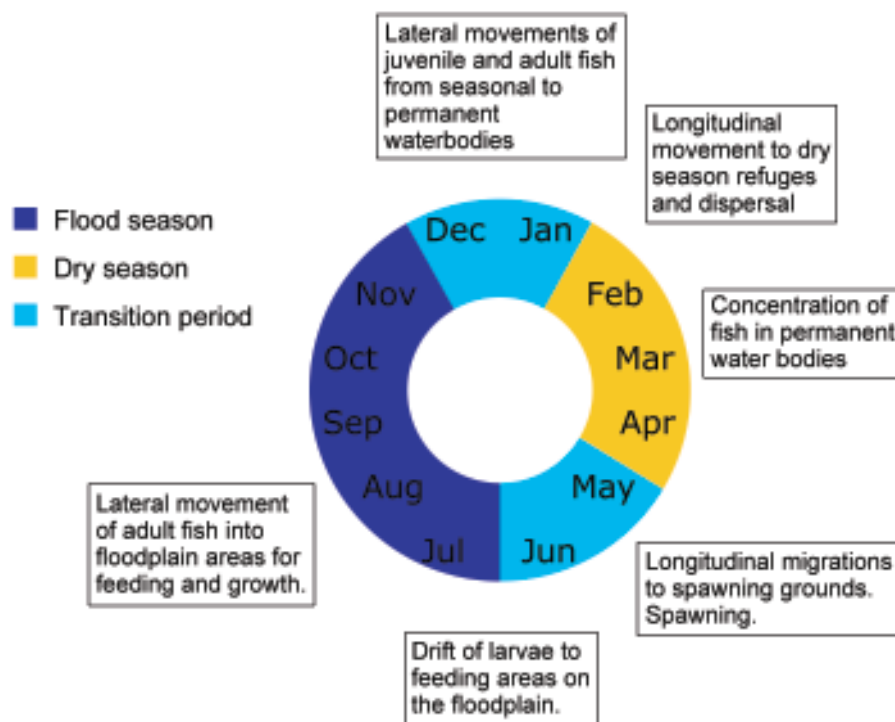 Lateral movements of
juvenile and adult fish
from seasonal to
permanent
waterbodies
Longitudinal
movement to dry
season refuges
and dispersal
Flood season
Dry season
Transition period
Dec
Jan
Feb
Mar
Apr
May
Jun
Jul
Aug
Sep
Oct
Nov
Concentration of
fish in permanent
water bodies
Longitudinal migrations
to spawning grounds.
Spawning.
Drift of larvae to
feeding areas on
the floodplain.
Lateral movement
of adult fish into
floodplain areas for
feeding and growth.